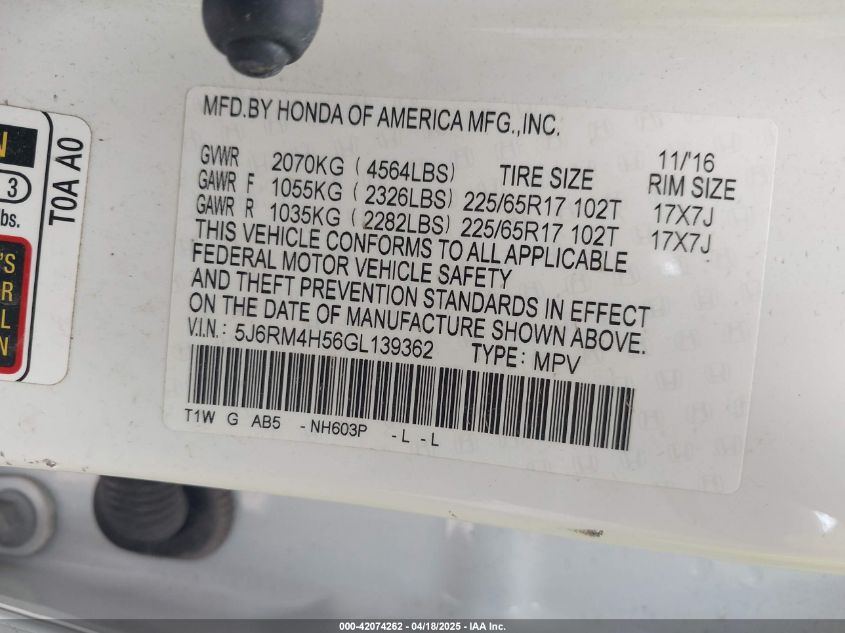 MFD.BY HONDA OF AMERICA MFG.,INC.
11/'16
GVWR 2070KG ( 4564LBS) TIRE SIZE RIM SIZE
GAWR F 1055KG ( 2326LBS) 225/65R17 102T 17X7J
GAWR R 1035KG ( 2282LBS) 225/65R17 102T 17X7J
THIS VEHICLE CONFORMS TO ALL APPLICABLE
FEDERAL MOTOR VEHICLE SAFETY
AND THEFT PREVENTION STANDARDS IN EFFECT
ON THE DATE OF MANUFACTURE SHOWN ABOVE.
V.I.N.: 5J6RM4H56GL139362 TYPE: MPV
T1W G AB5 -NH603P -L -L
N
3
bs.
'S
R
L
N
T0A A0
000-42074262 - 04/18/2025 - IAA Inc.